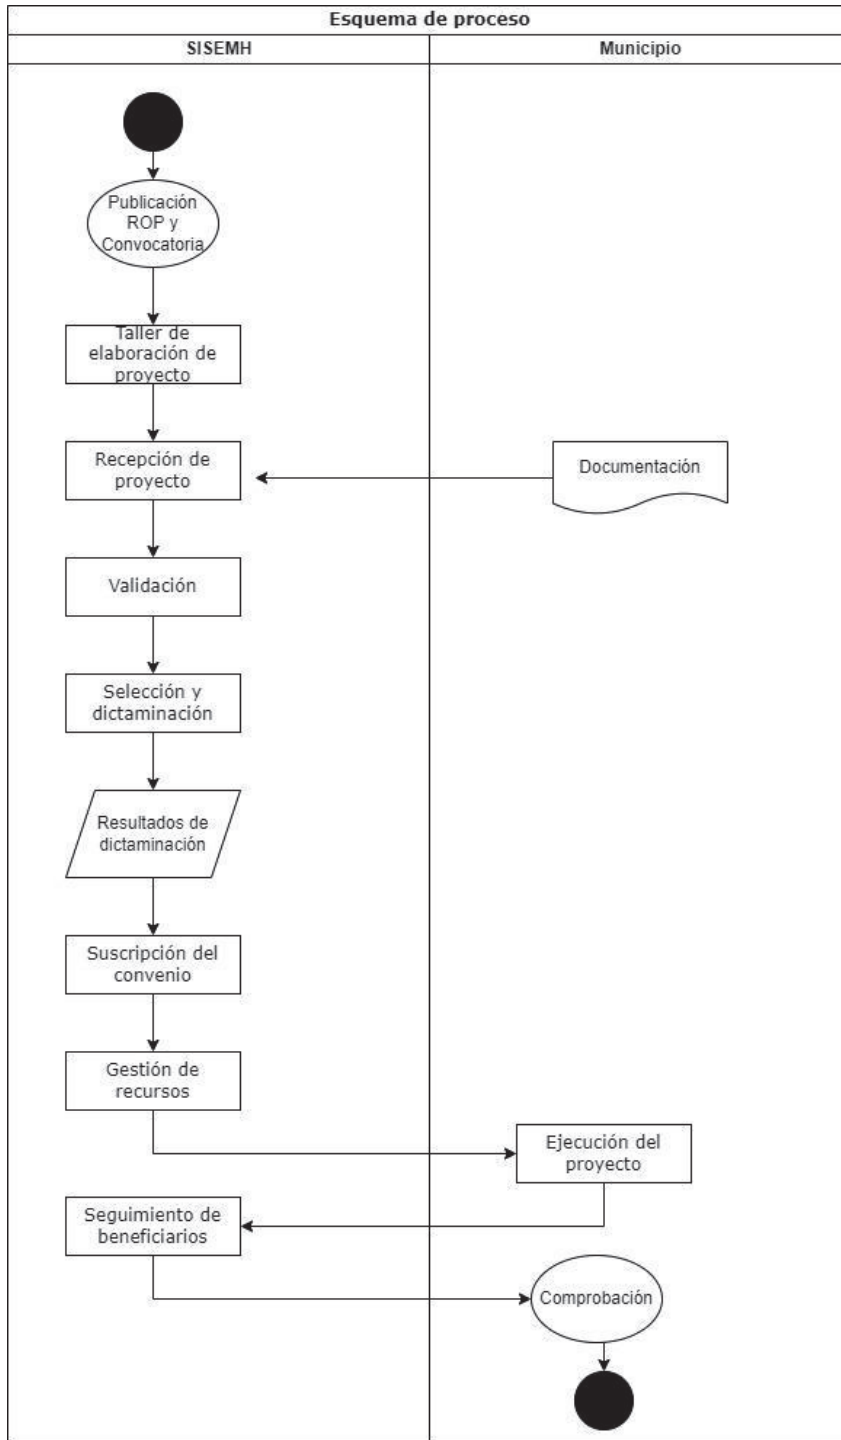 Esquema de proceso
SISEMH
Municipio
Publicación
ROP y
Convocatoria
Taller de
elaboración de
proyecto
Recepción de
proyecto
Documentación
Validación
Selección y
dictaminación
Resultados de
dictaminación
Suscripción del
convenio
Gestión de
recursos
Ejecución del
proyecto
Seguimiento de
beneficiarios
Comprobación